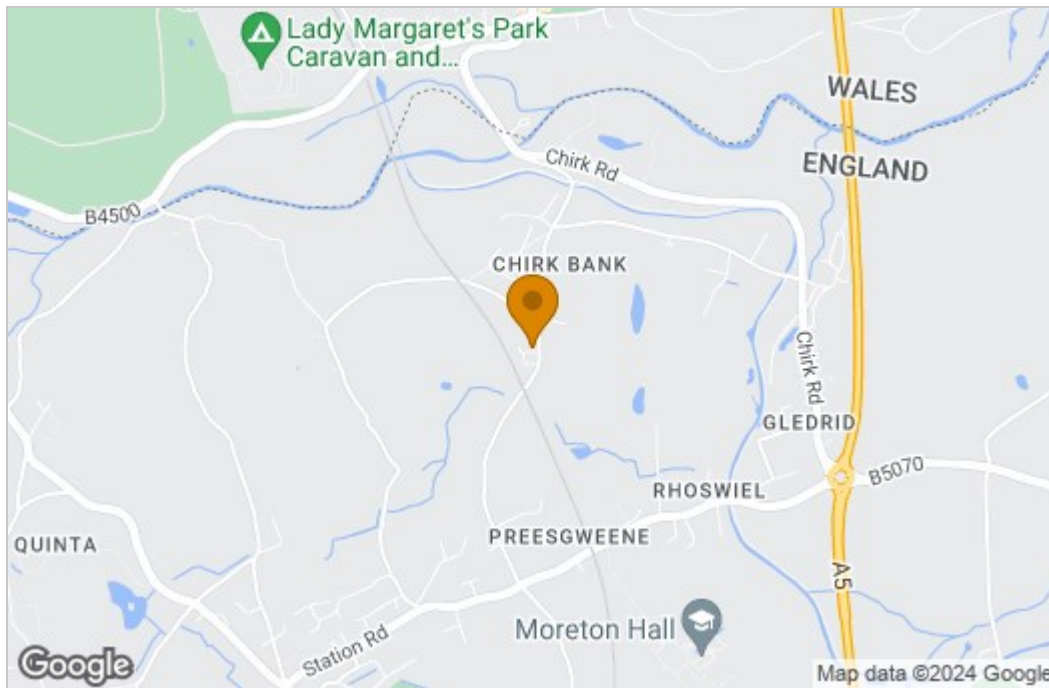 Lady Margaret's Park
Caravan and...
WALES
ENGLAND
Chirk Rd
B4500
CHIRK BANK
Chirk Rd
GLEDRID
B5070
RHOSWIEL
PREESGWEENE
QUINTA
A5
Moreton Hall
Station Rd
Google
Map data ©2024 Google